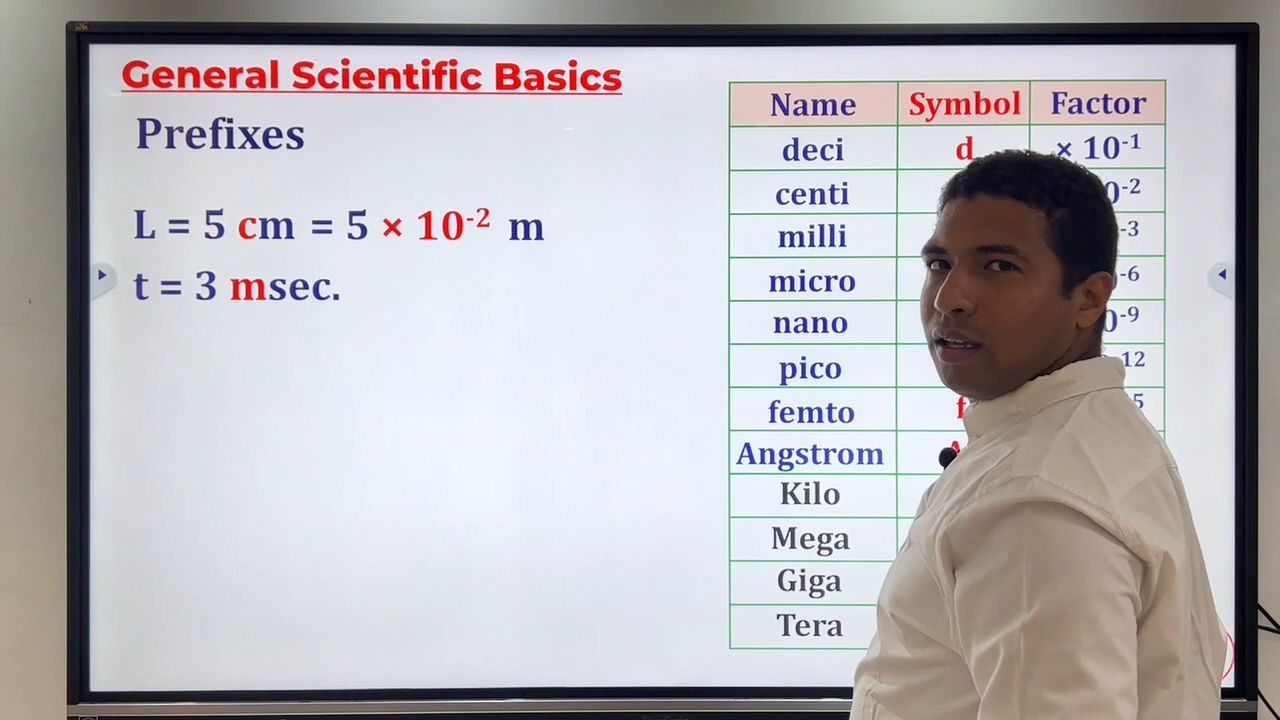 General Scientific Basics
Prefixes
L = 5 cm = 5 × 10⁻² m
t = 3 msec.
Name Symbol Factor
deci d × 10⁻¹
centi
milli
micro
nano
pico
femto f
Angstrom
Kilo
Mega
Giga
Tera